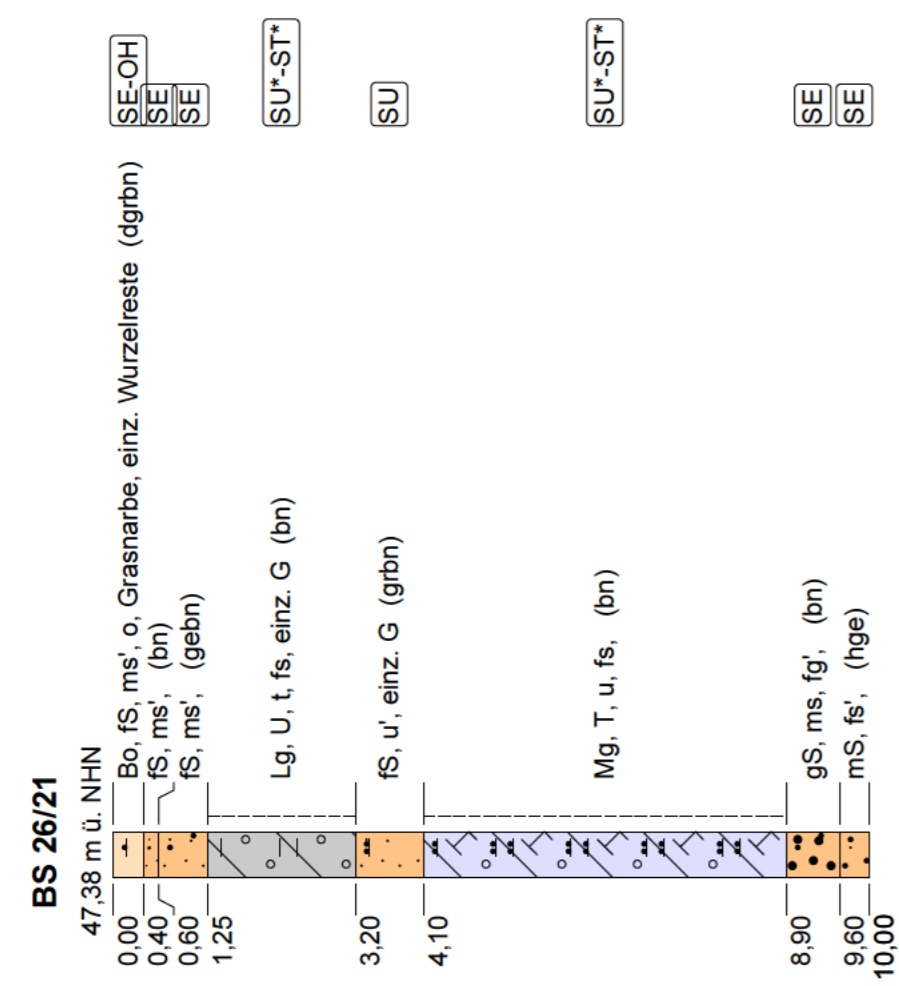 BS 26/21
47,38 m ü. NHN
0,00
Bo, fS, ms', o, Grasnarbe, einz. Wurzelreste (dgrbn)
SE-OH
0,40
fS, ms', (bn)
SE
0,60
fS, ms', (gebn)
SE
1,25
Lg, U, t, fs, einz. G (bn)
SU*-ST*
3,20
fS, u', einz. G (grbn)
SU
4,10
Mg, T, u, fs, (bn)
SU*-ST*
8,90
gS, ms, fg', (bn)
SE
9,60
mS, fs', (hge)
SE
10,00